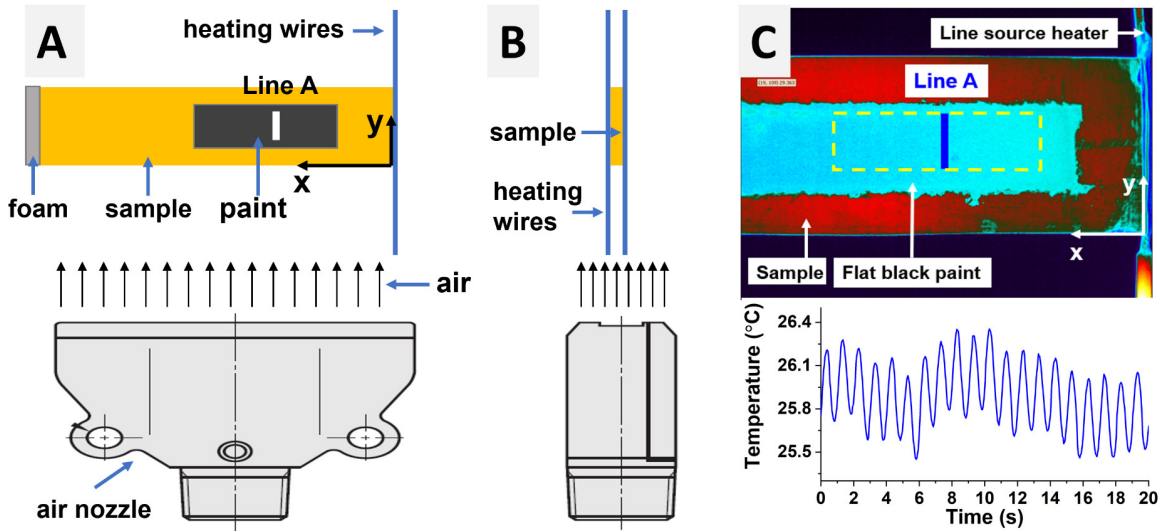 A
heating wires
Line A
y
x
foam
sample
paint
air
air nozzle
B
sample
heating
wires
C
Line source heater
Line A
y
x
Sample
Flat black paint
Temperature (°C)
26.4
26.1
25.8
25.5
0 2 4 6 8 10 12 14 16 18 20
Time (s)